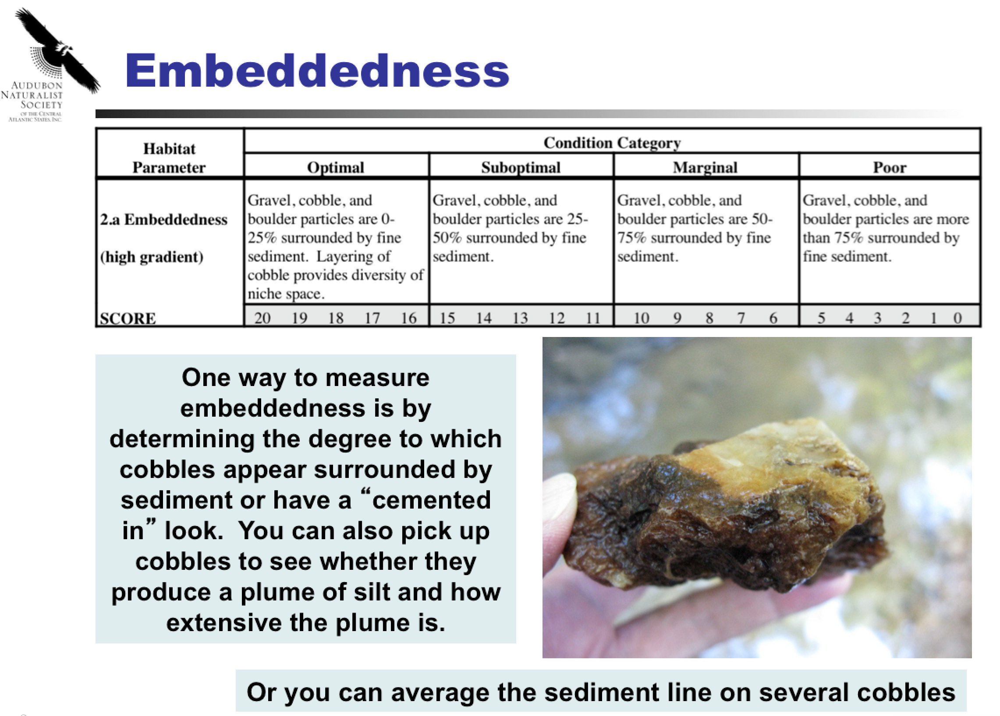 AUDUBON
NATURALIST
SOCIETY
OF THE CENTRAL
ATLANTIC STATES, INC.
Embeddedness
Habitat
Parameter
Condition Category
Optimal
Suboptimal
Marginal
Poor
2.a Embeddedness
(high gradient)
Gravel, cobble, and
boulder particles are 0-
25% surrounded by fine
sediment.  Layering of
cobble provides diversity of
niche space.
Gravel, cobble, and
boulder particles are 25-
50% surrounded by fine
sediment.
Gravel, cobble, and
boulder particles are 50-
75% surrounded by fine
sediment.
Gravel, cobble, and
boulder particles are more
than 75% surrounded by
fine sediment.
SCORE
20 19 18 17 16
15 14 13 12 11
10 9 8 7 6
5 4 3 2 1 0
One way to measure
embeddedness is by
determining the degree to which
cobbles appear surrounded by
sediment or have a “cemented
in” look.  You can also pick up
cobbles to see whether they
produce a plume of silt and how
extensive the plume is.
Or you can average the sediment line on several cobbles